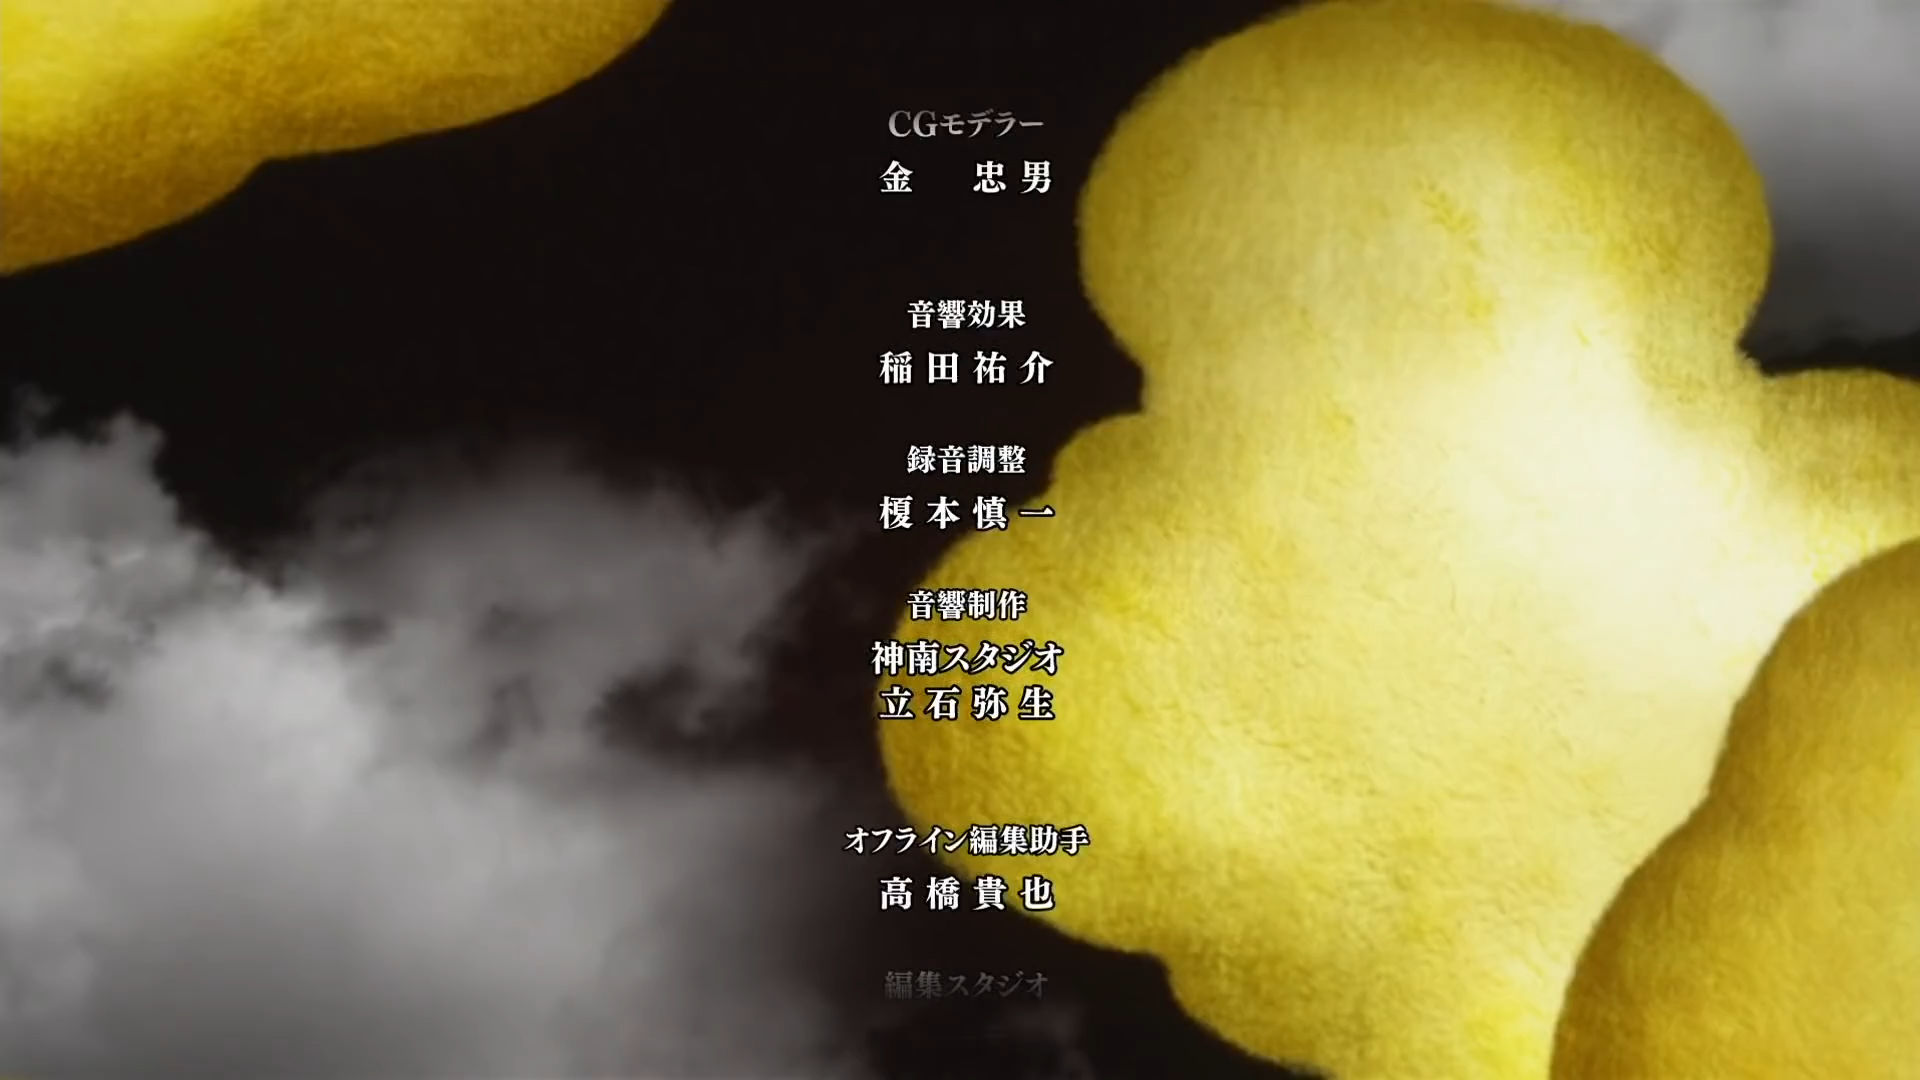 CGモデラー
金 忠男
音響効果
稲田祐介
録音調整
榎本慎一
音響制作
神南スタジオ
立石弥生
オフライン編集助手
高橋貴也
編集スタジオ